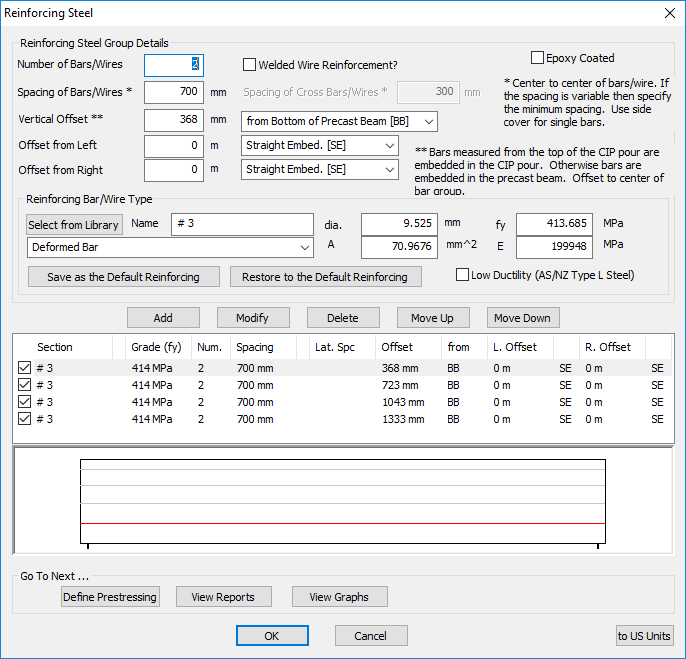 Reinforcing Steel
Reinforcing Steel Group Details
Number of Bars/Wires 2 Welded Wire Reinforcement? Epoxy Coated
Spacing of Bars/Wires * 700 mm Spacing of Cross Bars/Wires * 300 mm
* Center to center of bars/wire. If
the spacing is variable then specify
the minimum spacing. Use side
cover for single bars.
Vertical Offset ** 368 mm from Bottom of Precast Beam [BB]
Offset from Left 0 m Straight Embed. [SE]
Offset from Right 0 m Straight Embed. [SE]
** Bars measured from the top of the CIP pour are
embedded in the CIP pour. Otherwise bars are
embedded in the precast beam. Offset to center of
bar group.
Reinforcing Bar/Wire Type
Select from Library Name # 3 dia. 9.525 mm fy 413.685 MPa
Deformed Bar A 70.9676 mm^2 E 199948 MPa
Save as the Default Reinforcing Restore to the Default Reinforcing Low Ductility (AS/NZ Type L Steel)
Add Modify Delete Move Up Move Down
Section Grade (fy) Num. Spacing Lat. Spc Offset from L. Offset R. Offset
# 3 414 MPa 2 700 mm 368 mm BB 0 m SE 0 m SE
# 3 414 MPa 2 700 mm 723 mm BB 0 m SE 0 m SE
# 3 414 MPa 2 700 mm 1043 mm BB 0 m SE 0 m SE
# 3 414 MPa 2 700 mm 1333 mm BB 0 m SE 0 m SE
Go To Next ...
Define Prestressing View Reports View Graphs
OK Cancel to US Units